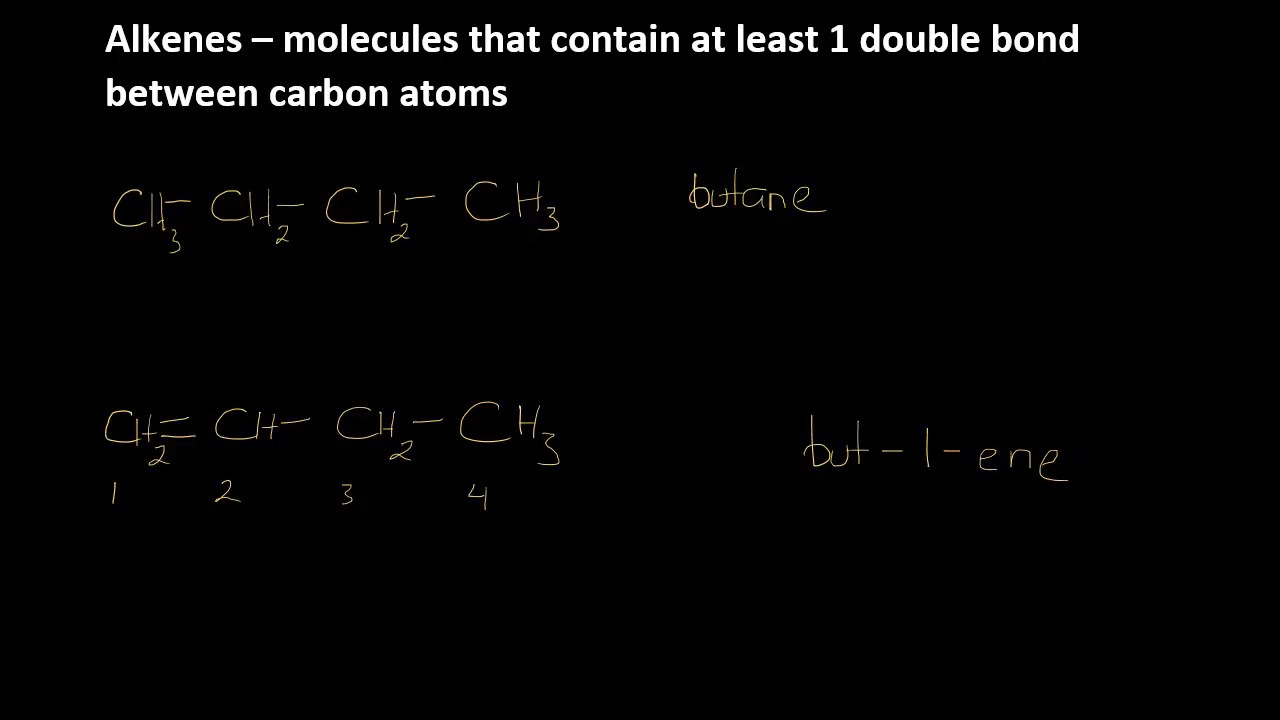 Alkenes – molecules that contain at least 1 double bond
between carbon atoms
CH₃– CH₂– CH₂– CH₃ butane
CH₂= CH– CH₂– CH₃ but – 1 – ene
1 2 3 4